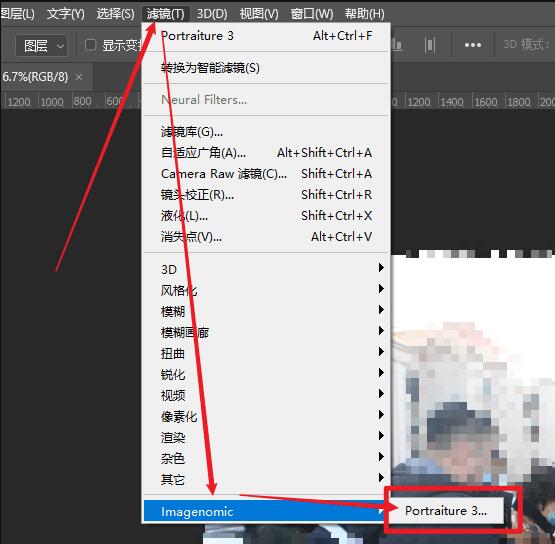 图层(L) 文字(Y) 选择(S) 滤镜(T) 3D(D) 视图(V) 窗口(W) 帮助(H)
图层 显示变 3D 模式:
6.7%(RGB/8) ×
1200 1000 800 600 1200 1400 1600 1800 200
Portraiture 3 Alt+Ctrl+F
转换为智能滤镜(S)
Neural Filters...
滤镜库(G)...
自适应广角(A)... Alt+Shift+Ctrl+A
Camera Raw 滤镜(C)... Shift+Ctrl+A
镜头校正(R)... Shift+Ctrl+R
液化(L)... Shift+Ctrl+X
消失点(V)... Alt+Ctrl+V
3D
风格化
模糊
模糊画廊
扭曲
锐化
视频
像素化
渲染
杂色
其它
Imagenomic
Portraiture 3...